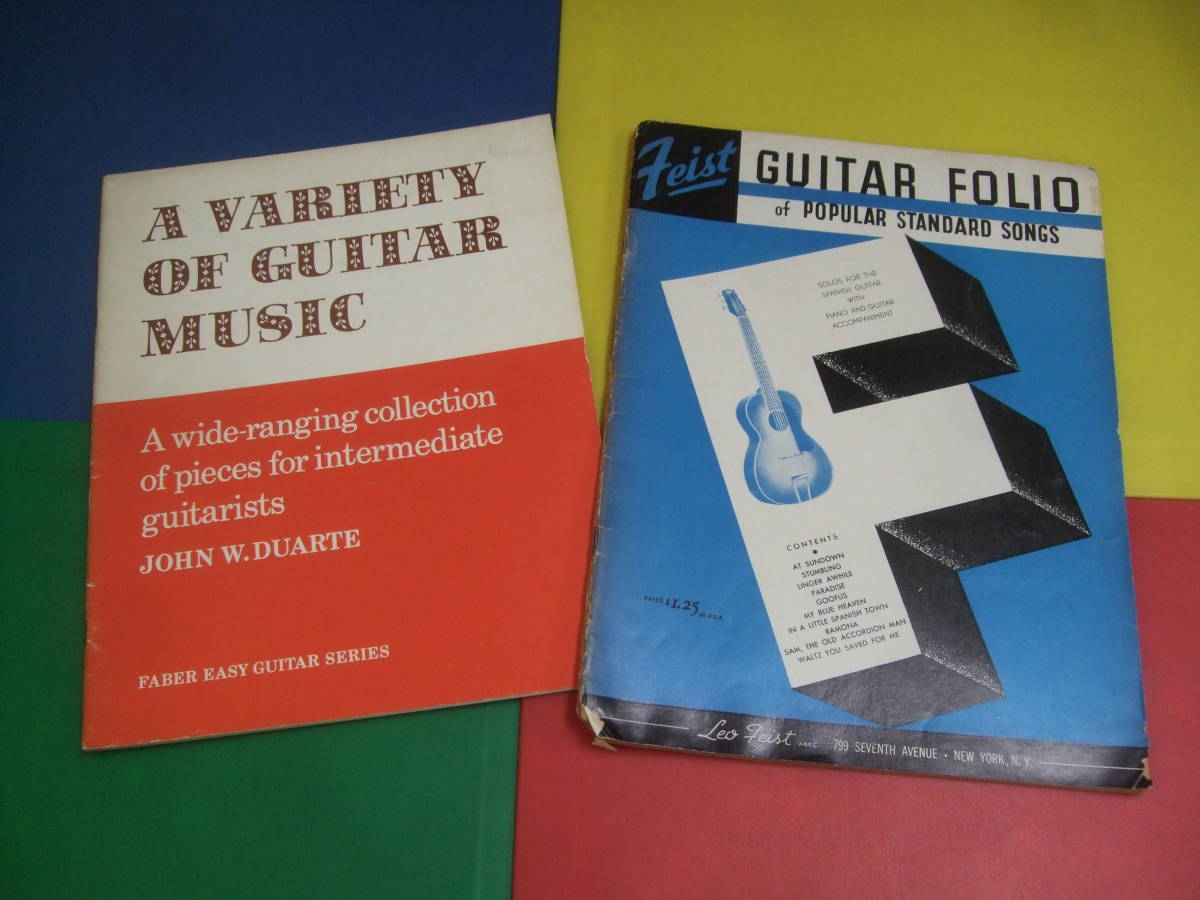 A VARIETY
OF GUITAR
MUSIC
A wide-ranging collection
of pieces for intermediate
guitarists
JOHN W. DUARTE
FABER EASY GUITAR SERIES
Feist
GUITAR FOLIO
of POPULAR STANDARD SONGS
SOLOS FOR THE
SPANISH GUITAR
WITH
PIANO AND GUITAR
ACCOMPANIMENT
CONTENTS
AT SUNDOWN
STUMBLING
LINGER AWHILE
PARADISE
GOOFUS
MY BLUE HEAVEN
IN A LITTLE SPANISH TOWN
RAMONA
SAM, THE OLD ACCORDION MAN
WALTZ YOU SAVED FOR ME
PRICE $1.25 IN U.S.A.
Leo Feist inc. 799 SEVENTH AVENUE • NEW YORK, N. Y.